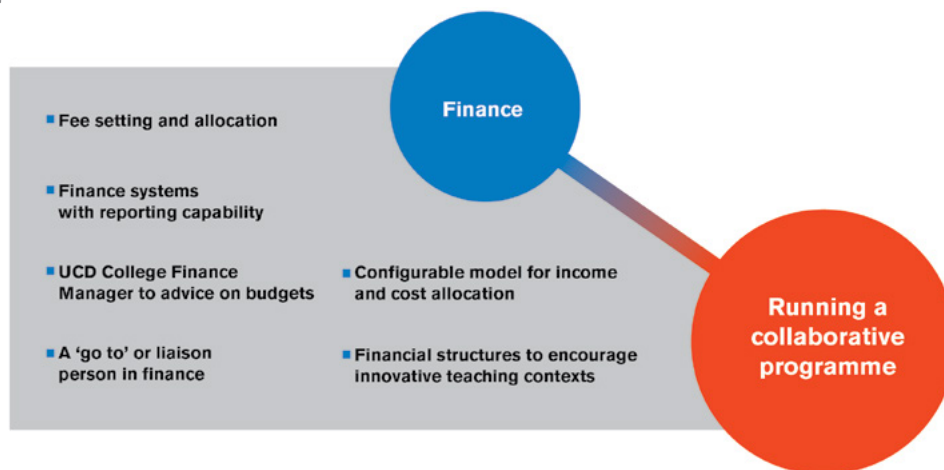 Finance
Fee setting and allocation
Finance systems
with reporting capability
UCD College Finance
Manager to advice on budgets
A ‘go to’ or liaison
person in finance
Configurable model for income
and cost allocation
Financial structures to encourage
innovative teaching contexts
Running a
collaborative
programme